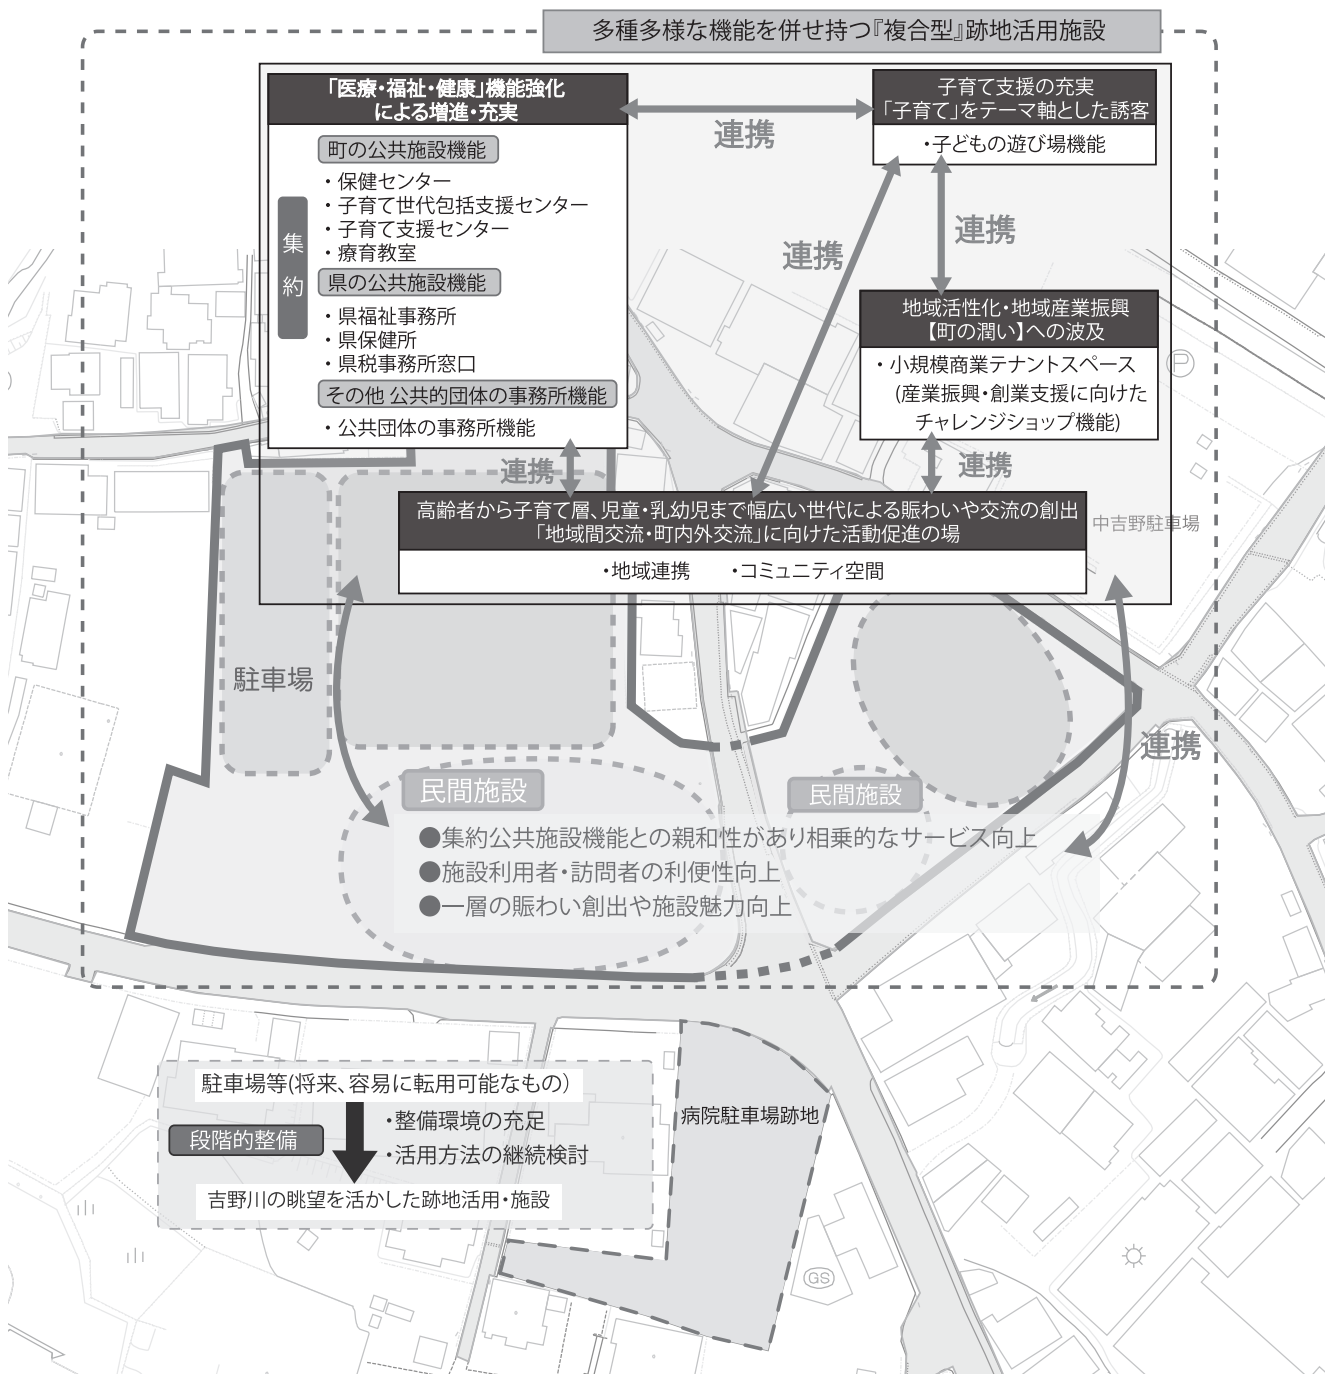 多種多様な機能を併せ持つ『複合型』跡地活用施設
「医療・福祉・健康」機能強化
による増進・充実
町の公共施設機能
・保健センター
・子育て世代包括支援センター
・子育て支援センター
・療育教室
集約
県の公共施設機能
・県福祉事務所
・県保健所
・県税事務所窓口
その他 公共的団体の事務所機能
・公共団体の事務所機能
連携
子育て支援の充実
「子育て」をテーマ軸とした誘客
・子どもの遊び場機能
連携
連携
地域活性化・地域産業振興
【町の潤い】への波及
・小規模商業テナントスペース
(産業振興・創業支援に向けた
チャレンジショップ機能)
P
連携
連携
高齢者から子育て層、児童・乳幼児まで幅広い世代による賑わいや交流の創出
「地域間交流・町内外交流」に向けた活動促進の場
・地域連携 ・コミュニティ空間
中吉野駐車場
駐車場
連携
民間施設
民間施設
●集約公共施設機能との親和性があり相乗的なサービス向上
●施設利用者・訪問者の利便性向上
●一層の賑わい創出や施設魅力向上
駐車場等(将来、容易に転用可能なもの)
段階的整備
・整備環境の充足
・活用方法の継続検討
吉野川の眺望を活かした跡地活用・施設
病院駐車場跡地
GS